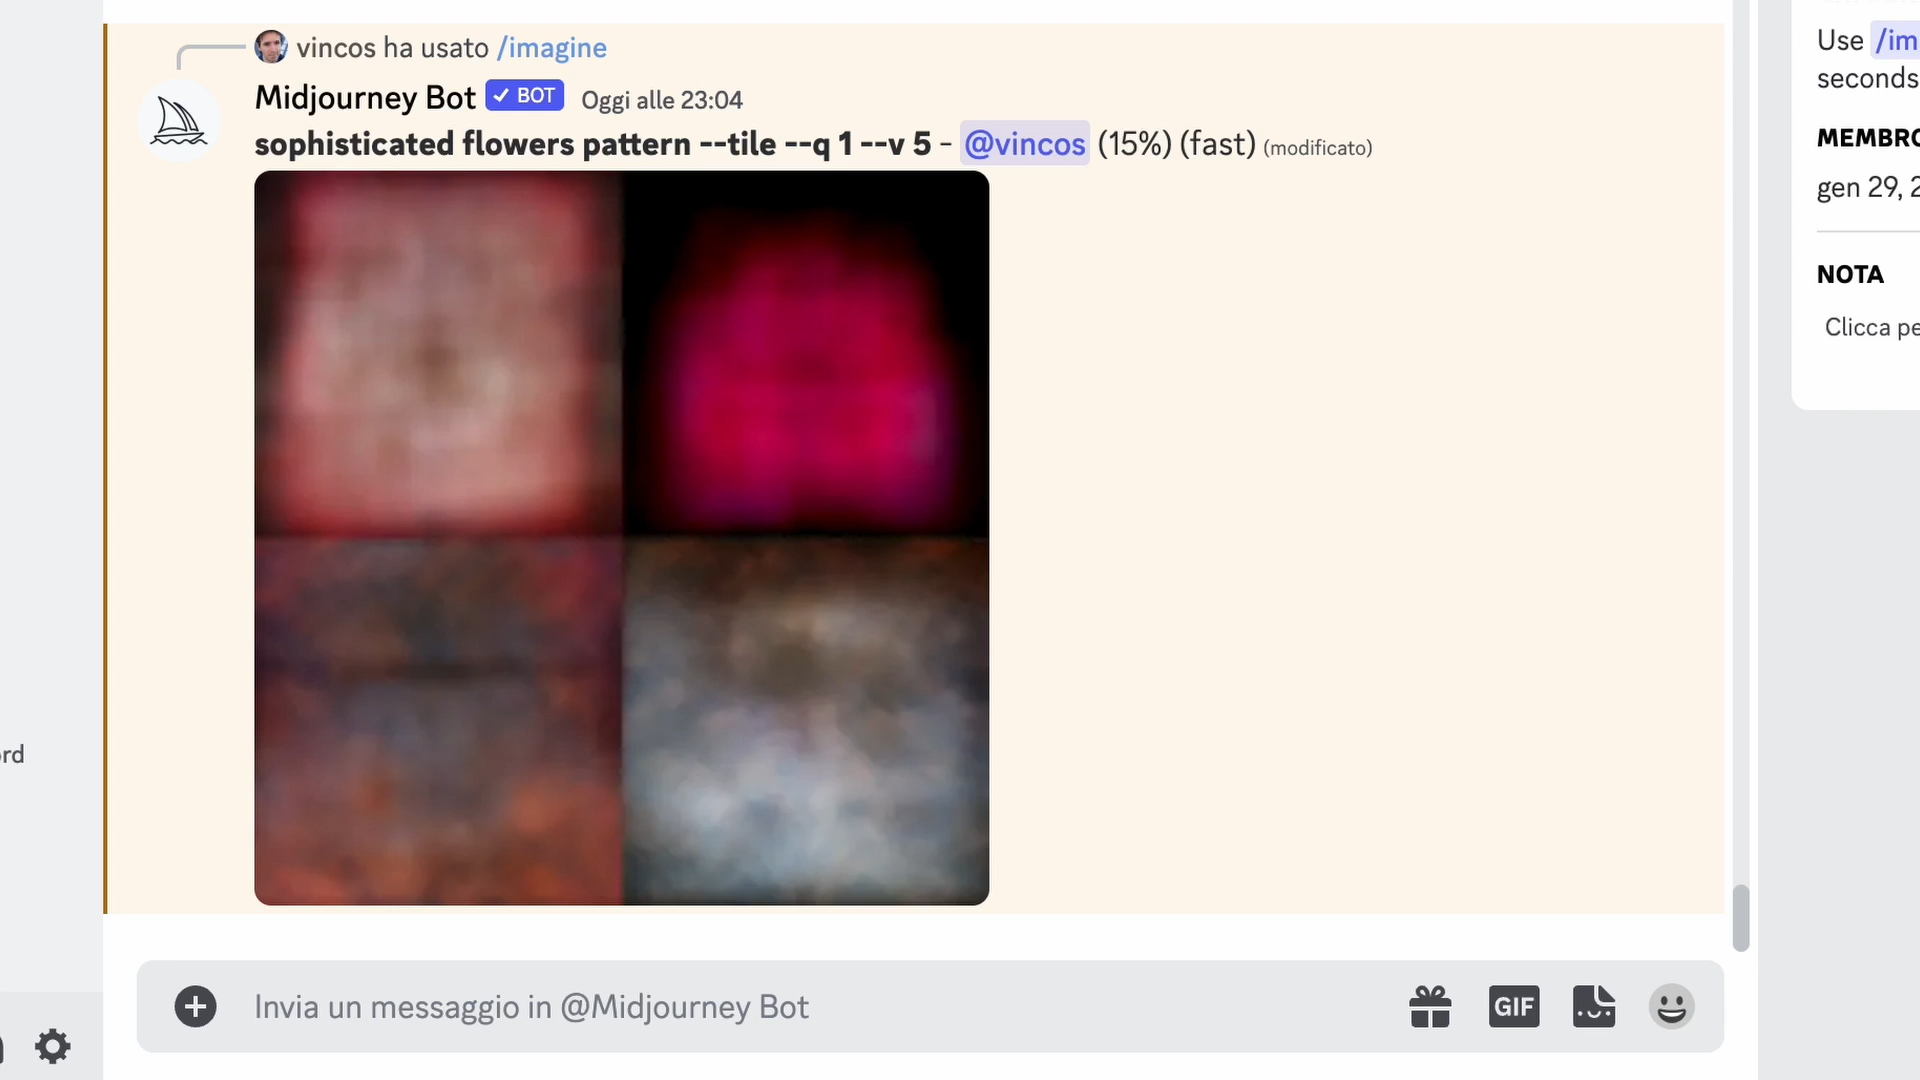 vincos ha usato /imagine
Midjourney Bot BOT Oggi alle 23:04
sophisticated flowers pattern --tile --q 1 --v 5 - @vincos (15%) (fast) (modificato)
Invia un messaggio in @Midjourney Bot
GIF
Use /im
seconds
MEMBRO
gen 29, 2
NOTA
Clicca pe
ord